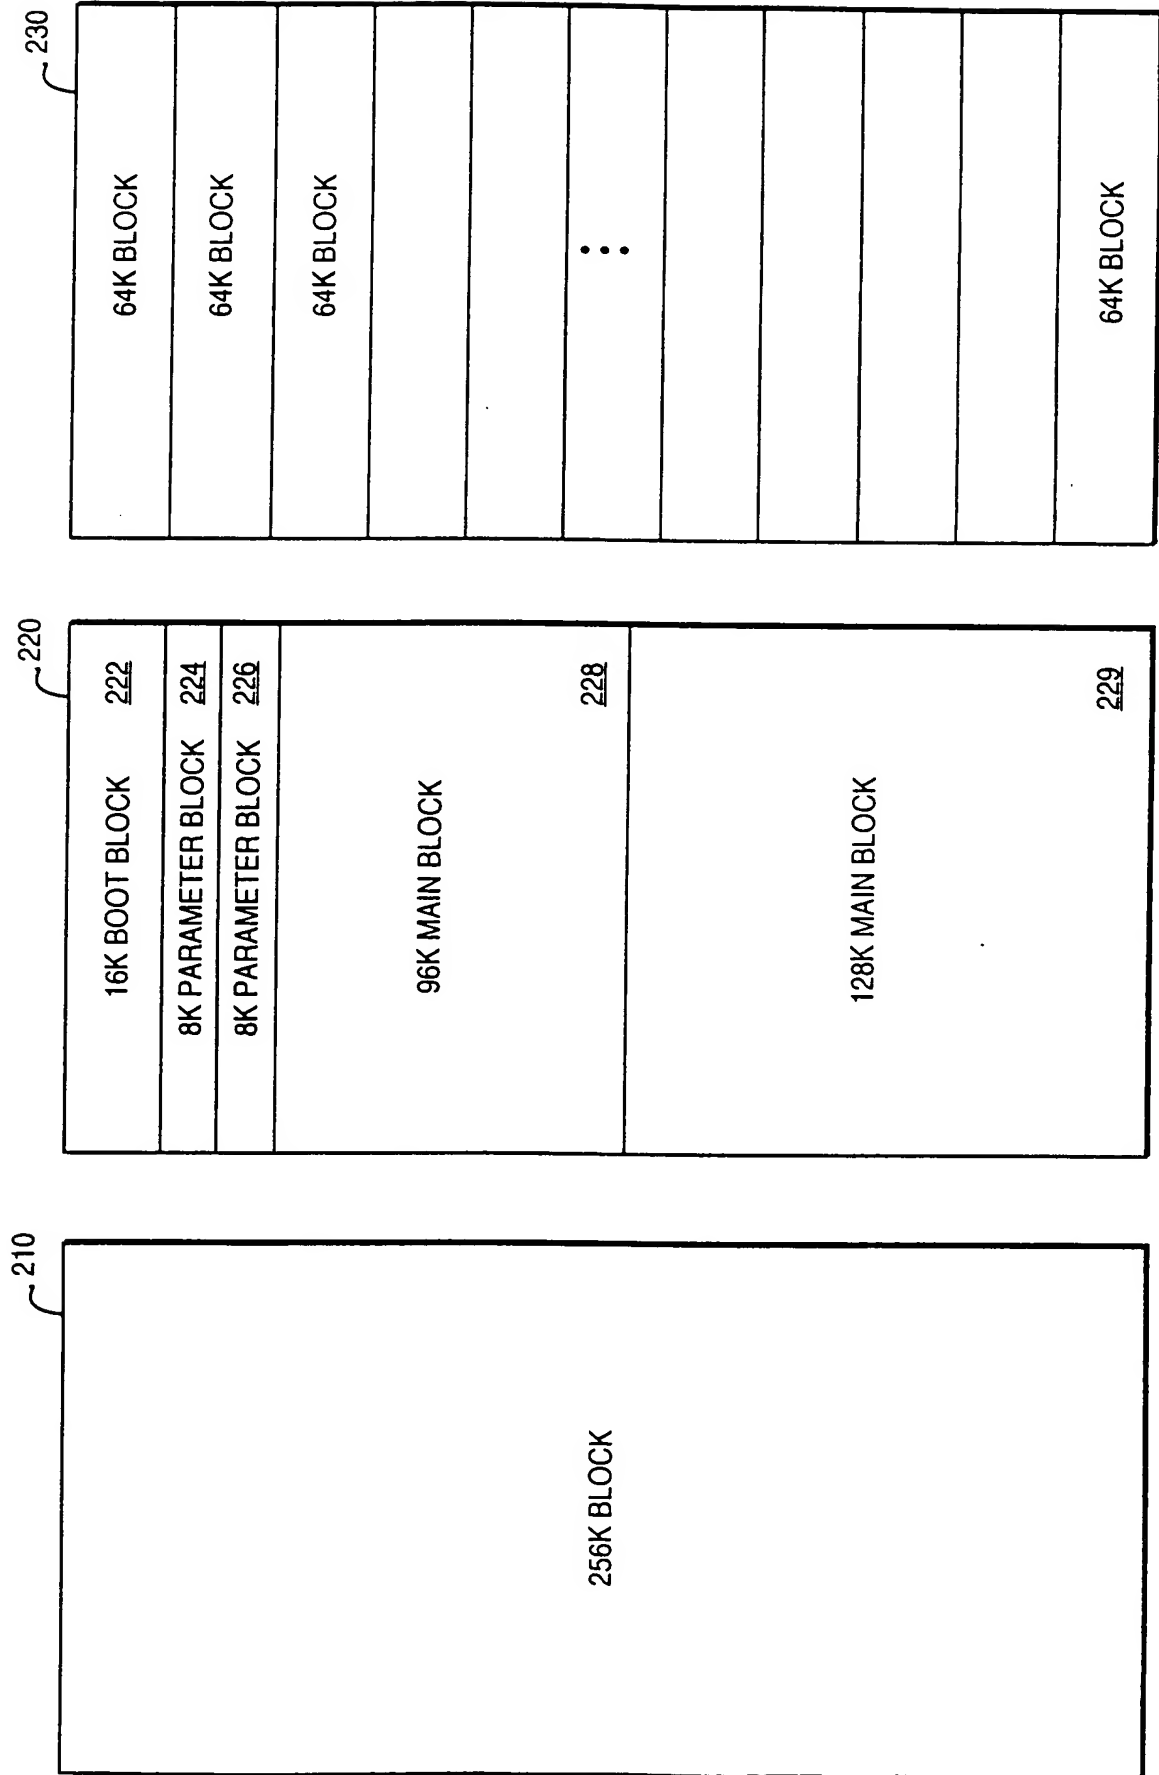 210
256K BLOCK
220
16K BOOT BLOCK 222
8K PARAMETER BLOCK 224
8K PARAMETER BLOCK 226
96K MAIN BLOCK
228
128K MAIN BLOCK
229
230
64K BLOCK
64K BLOCK
64K BLOCK
...
64K BLOCK